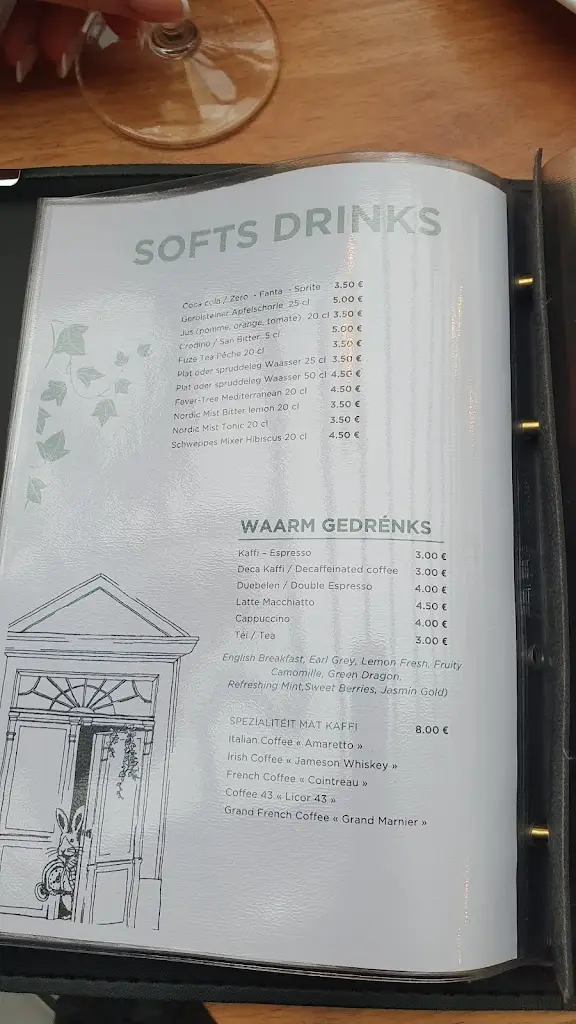 SOFTS DRINKS
Coca cola / Zero - Fanta - Sprite 3.50 €
Gerolsteiner Apfelschorle 25 cl 5.00 €
Jus (pomme, orange, tomate) 20 cl 3.50 €
Crodino / San Bitter 5 cl 5.00 €
Fuze Tea Pêche 20 cl 3.50 €
Plat oder spruddeleg Waasser 25 cl 3.50 €
Plat oder spruddeleg Waasser 50 cl 4.50 €
Fever-Tree Mediterranean 20 cl 4.50 €
Nordic Mist Bitter lemon 20 cl 3.50 €
Nordic Mist Tonic 20 cl 3.50 €
Schweppes Mixer Hibiscus 20 cl 4.50 €
WAARM GEDRÉNKS
Kaffi - Espresso 3.00 €
Deca Kaffi / Decaffeinated coffee 3.00 €
Duebelen / Double Espresso 4.00 €
Latte Macchiatto 4.50 €
Cappuccino 4.00 €
Téi / Tea 3.00 €
English Breakfast, Earl Grey, Lemon Fresh, Fruity
Camomille, Green Dragon,
Refreshing Mint,Sweet Berries, Jasmin Gold)
SPEZIALITÉIT MAT KAFFI 8.00 €
Italian Coffee « Amaretto »
Irish Coffee « Jameson Whiskey »
French Coffee « Cointreau »
Coffee 43 « Licor 43 »
Grand French Coffee « Grand Marnier »